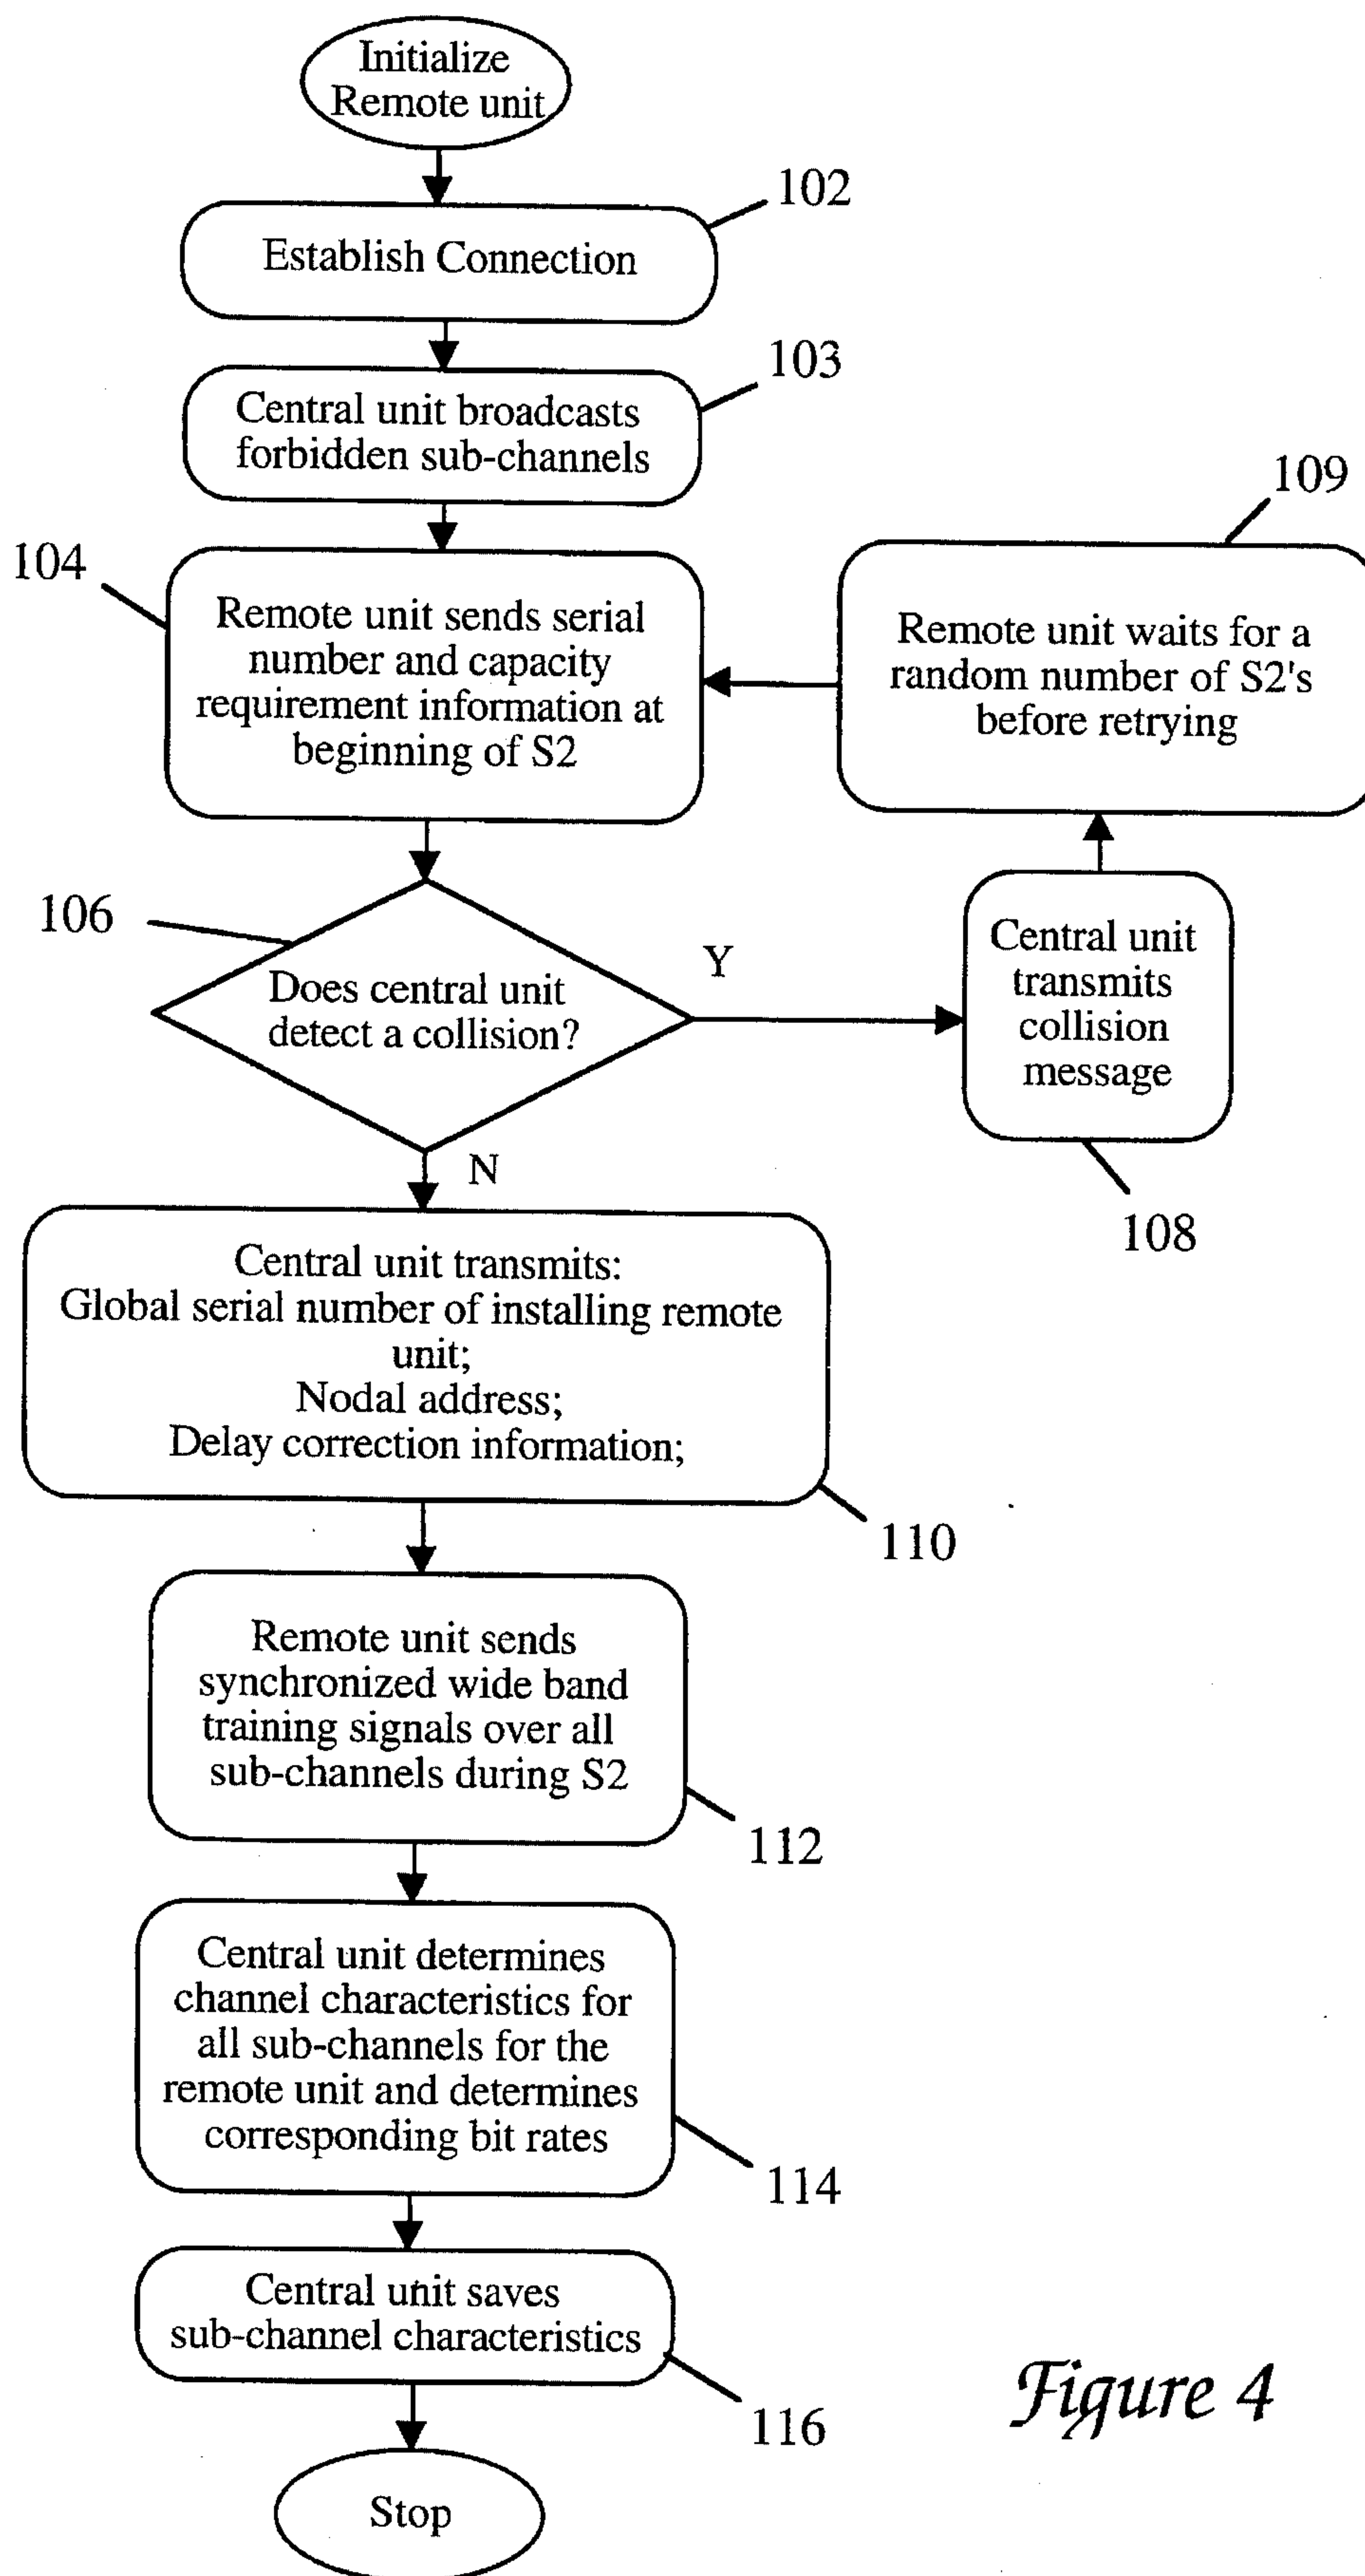 Initialize
Remote unit
102
Establish Connection
103
Central unit broadcasts
forbidden sub-channels
109
104
Remote unit sends serial
number and capacity
requirement information at
beginning of S2
Remote unit waits for a
random number of S2's
before retrying
106
Does central unit
detect a collision?
Y
Central unit
transmits
collision
message
N
108
Central unit transmits:
Global serial number of installing remote
unit;
Nodal address;
Delay correction information;
110
Remote unit sends
synchronized wide band
training signals over all
sub-channels during S2
112
Central unit determines
channel characteristics for
all sub-channels for the
remote unit and determines
corresponding bit rates
114
Central unit saves
sub-channel characteristics
116
Figure 4
Stop